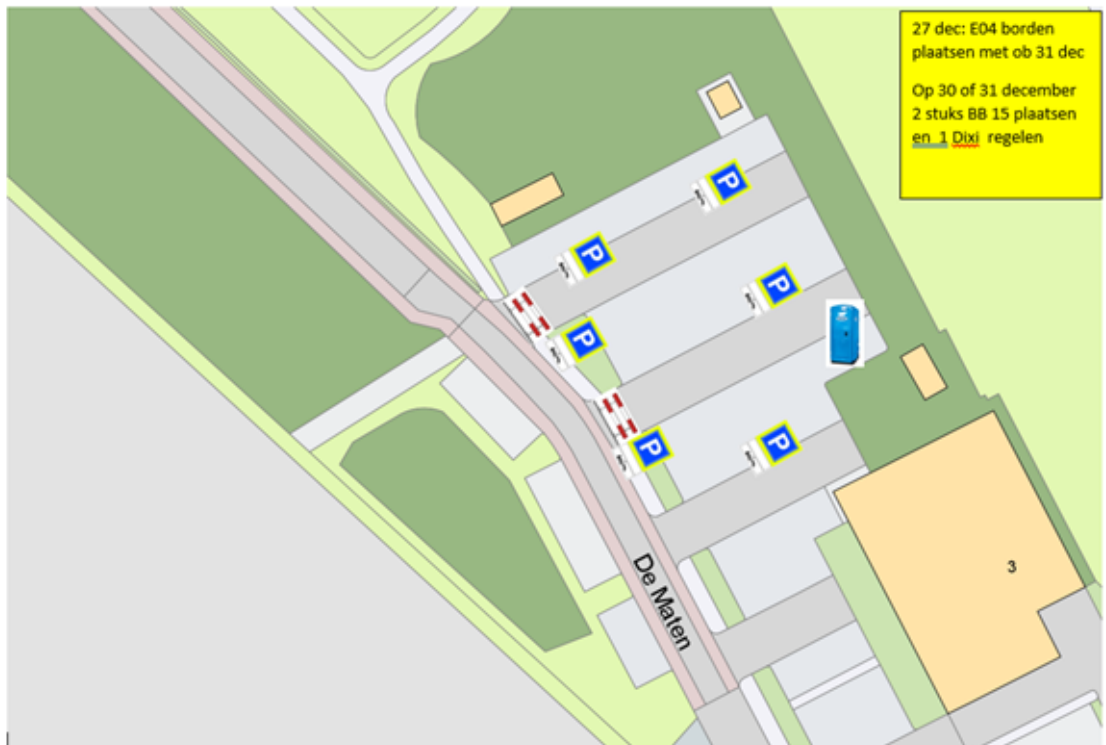 27 dec: E04 borden
plaatsen met ob 31 dec
Op 30 of 31 december
2 stuks BB 15 plaatsen
en 1 Dixi regelen
P
P
P
P
P
P
3
De Maten